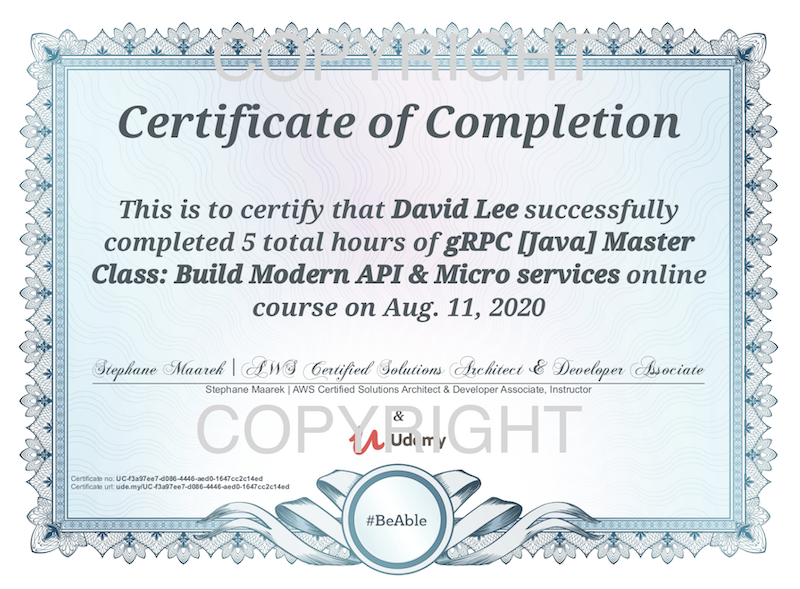 COPYRIGHT
Certificate of Completion
This is to certify that David Lee successfully
completed 5 total hours of gRPC [Java] Master
Class: Build Modern API & Micro services online
course on Aug. 11, 2020
Stephane Maarek | AWS Certified Solutions Architect & Developer Associate
Stephane Maarek | AWS Certified Solutions Architect & Developer Associate, Instructor
&
COPYRIGHT
Udemy
Certificate no: UC-f3a97ee7-d086-4446-aed0-1647cc2c14ed
Certificate url: ude.my/UC-f3a97ee7-d086-4446-aed0-1647cc2c14ed
#BeAble